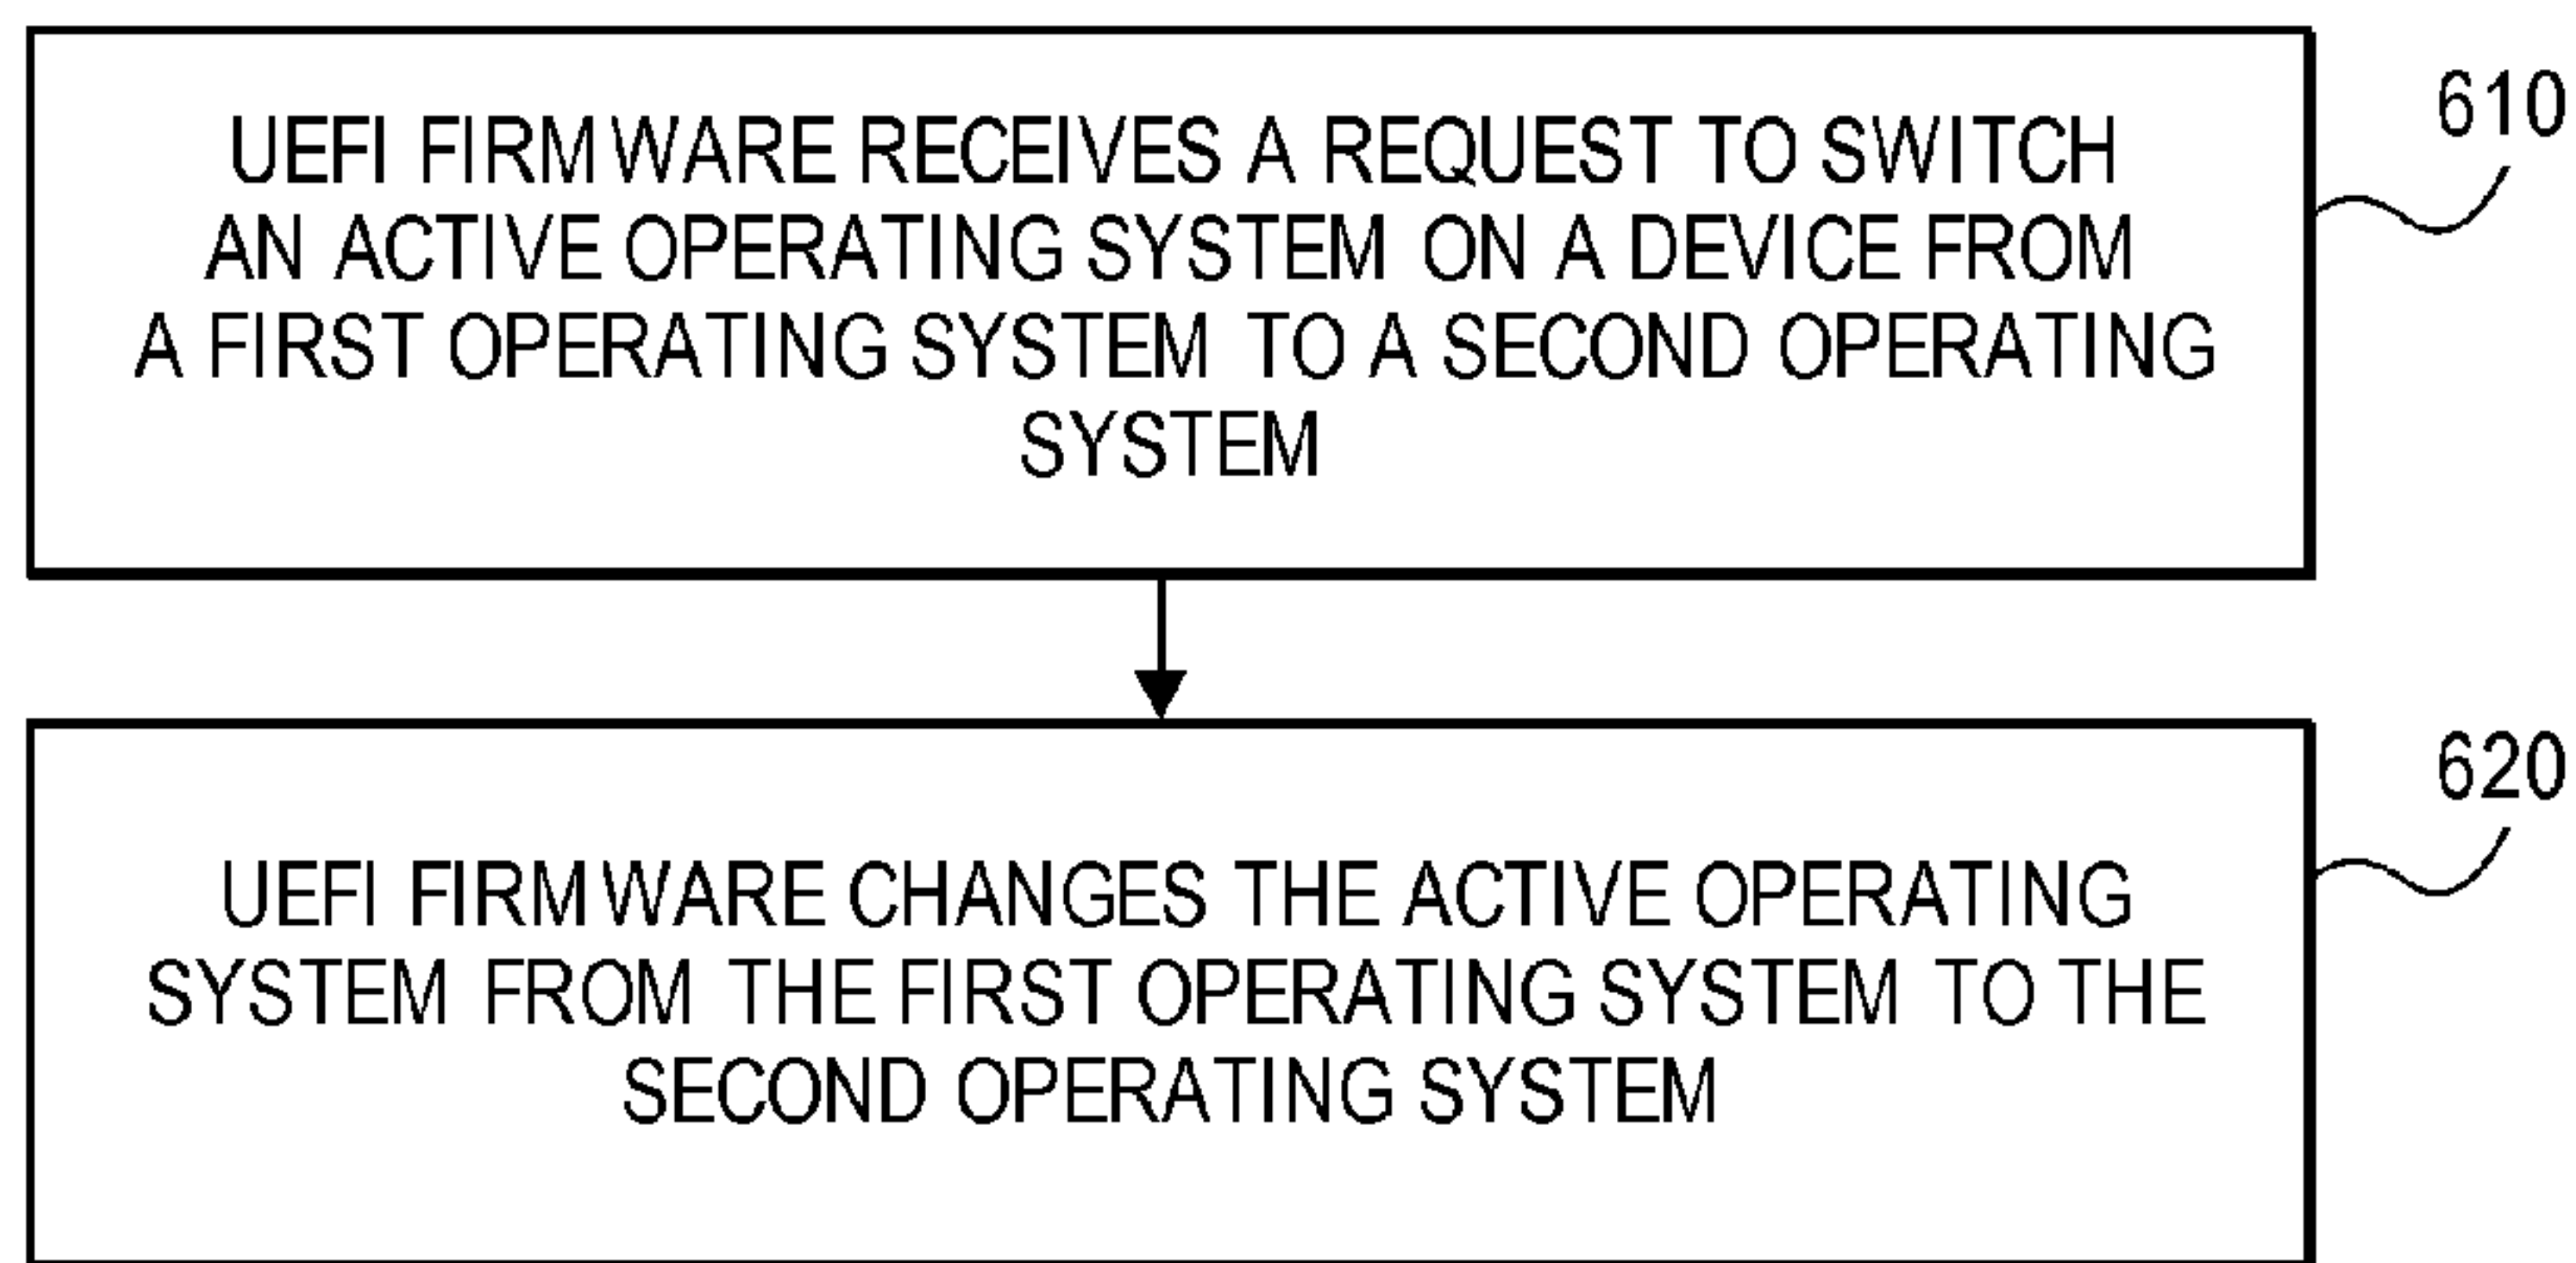 UEFI FIRMWARE RECEIVES A REQUEST TO SWITCH
AN ACTIVE OPERATING SYSTEM ON A DEVICE FROM
A FIRST OPERATING SYSTEM TO A SECOND OPERATING
SYSTEM
610
UEFI FIRMWARE CHANGES THE ACTIVE OPERATING
SYSTEM FROM THE FIRST OPERATING SYSTEM TO THE
SECOND OPERATING SYSTEM
620